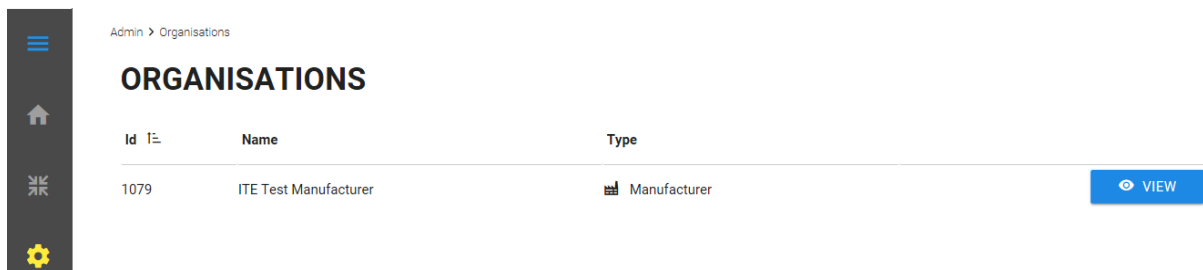 Admin > Organisations
ORGANISATIONS
Id Name Type
1079 ITE Test Manufacturer Manufacturer VIEW